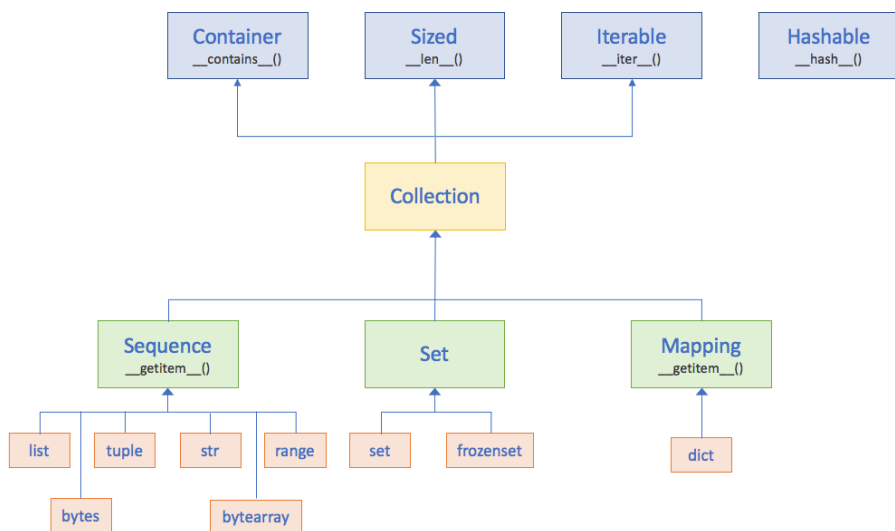 Container
__contains__()
Sized
__len__()
Iterable
__iter__()
Hashable
__hash__()
Collection
Sequence
__getitem__()
Set
Mapping
__getitem__()
list
tuple
str
range
set
frozenset
dict
bytes
bytearray